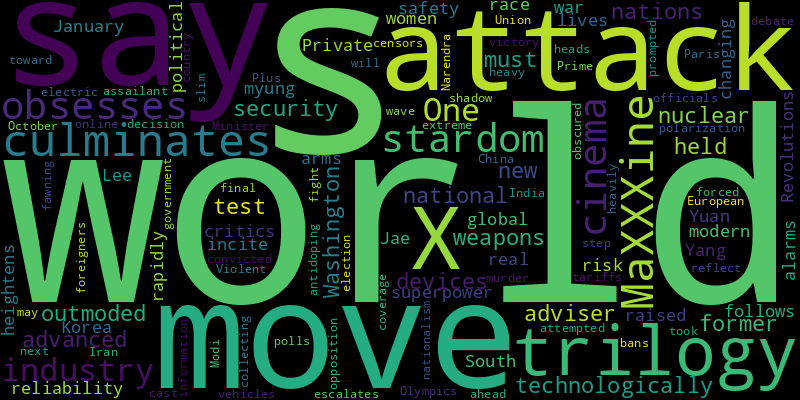 say
S
attack
world
move
trilogy
x
MaXXXine
cinema
stardom
culminates
obsesses
industry
advanced
outmoded
technologically
Washingtons
political
January
toward
electric
assailant
slim
country
Plus
myung
women
safety
Private
censors
will
race
Union
victory
heavy
Narendra
war
heads
Prime
lives
must
nations
prompted
Paris
changing
debate
security
One
wave
extreme
shadow
obscured
officials
polarization
nuclear
Revolutions
October
online
decision
Minister
Lee
fawning
arms
fight
new
China
India
heavily
held
forced
European
final
test
government
national
global
x
Yuan
modern
Yang
reflect
foreigners
rapidly
critics
incite
convicted
Violent
antidoping
election
Jae
weapons
real
step
risk
tariffs
alarms
heightens
may
Korea
next
Iran
reliability
cast
information
vehicles
Modi
collecting
polls
opposition
escalates
coverage
devices
superpower
murder
nationalism
Olympics
South
ahead
adviser
attempted
raised
took
bans
former
follows